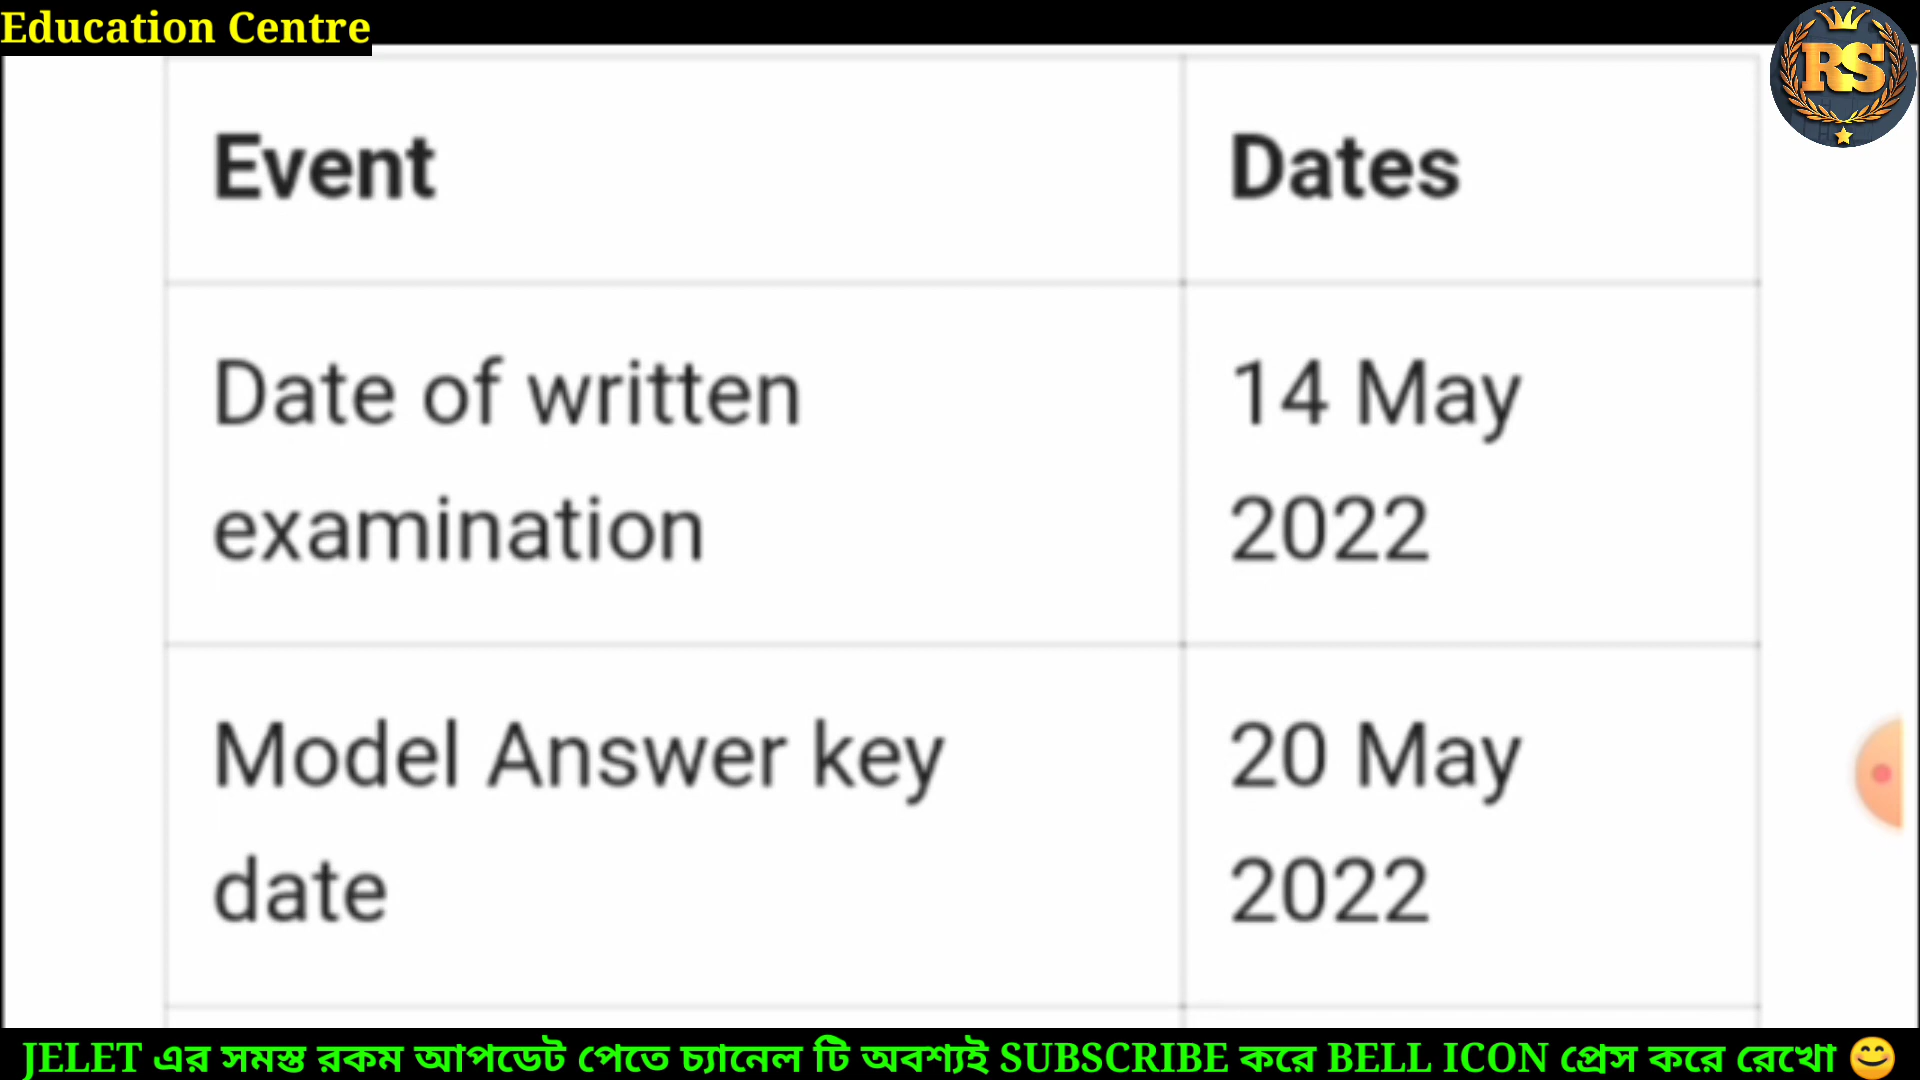 Education Centre
RS
Event
Dates
Date of written
examination
14 May
2022
Model Answer key
date
20 May
2022
JELET এর সমস্ত রকম আপডেট পেতে চ্যানেল টি অবশ্যই SUBSCRIBE করে BELL ICON প্রেস করে রেখো 😊